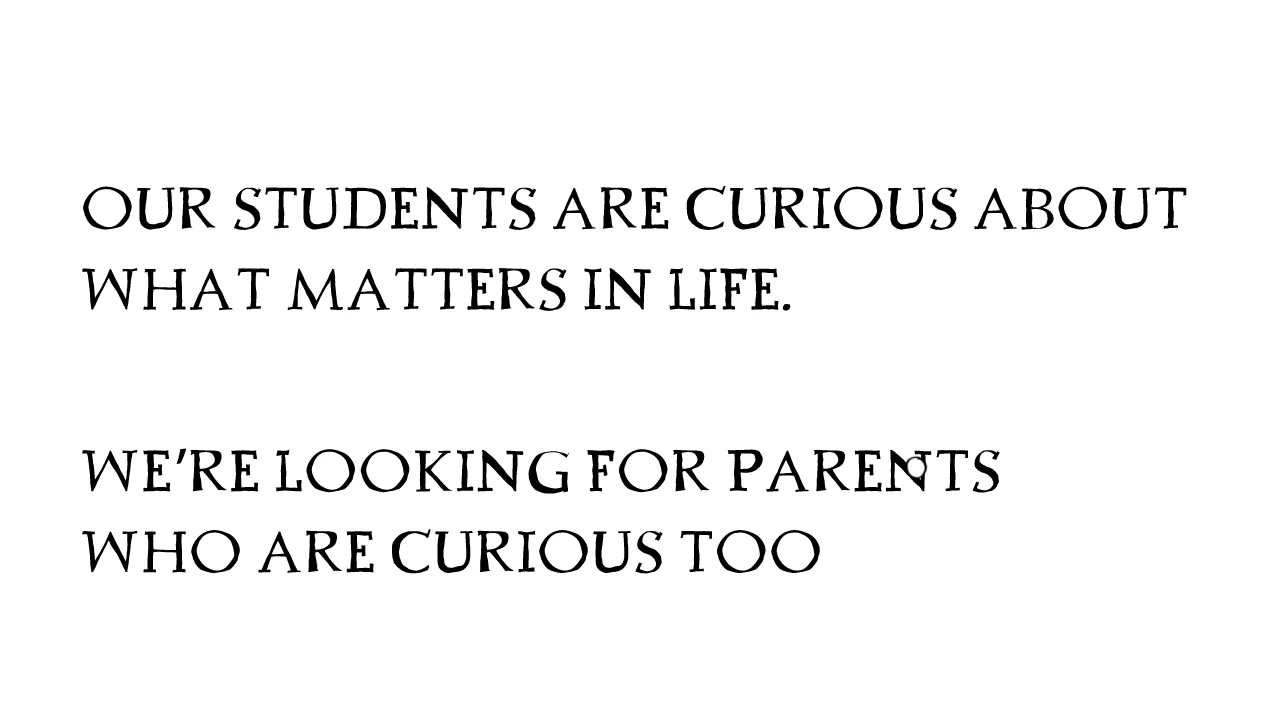 OUR STUDENTS ARE CURIOUS ABOUT
WHAT MATTERS IN LIFE.
WE'RE LOOKING FOR PARENTS
WHO ARE CURIOUS TOO